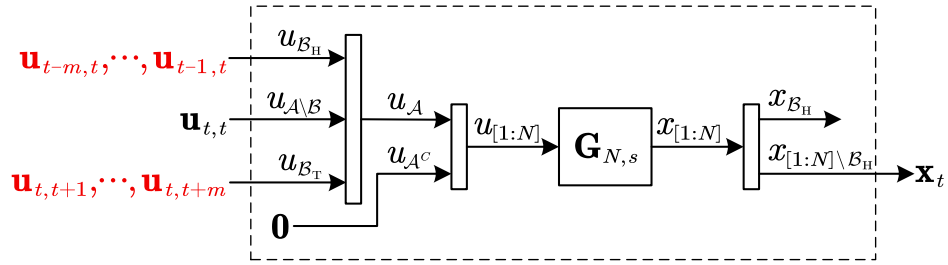 u_{t-m,t},⋯,u_{t-1,t}
u_{B_H}
u_{t,t}
u_{A\B}
u_{t,t+1},⋯,u_{t,t+m}
u_{B_T}
0
u_A
u_{A^C}
u_{[1:N]}
G_{N,s}
x_{[1:N]}
x_{B_H}
x_{[1:N]\B_H}
x_t